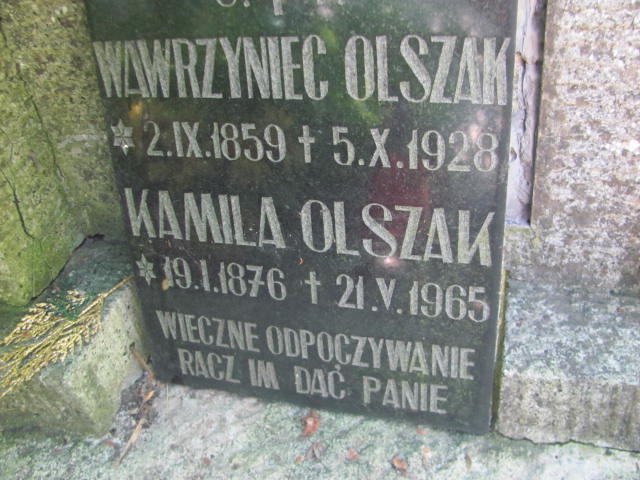 WAWRZYNIEC OLSZAK
* 2.IX.1859 † 5.X.1928
KAMILA OLSZAK
* 19.I.1876 † 21.V.1965
WIECZNE ODPOCZYWANIE
RACZ IM DAĆ PANIE